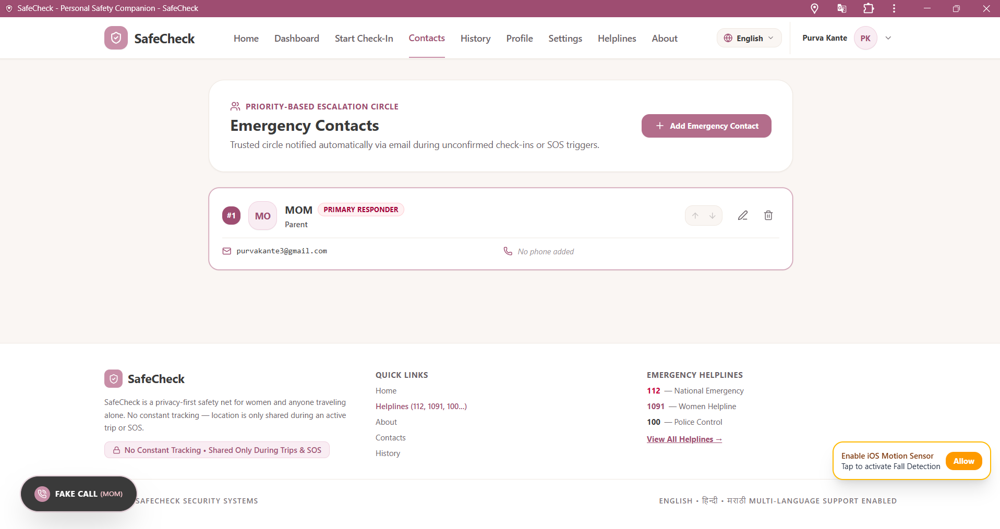 SafeCheck - Personal Safety Companion - SafeCheck
SafeCheck
Home
Dashboard
Start Check-In
Contacts
History
Profile
Settings
Helplines
About
English
Purva Kante
PK
PRIORITY-BASED ESCALATION CIRCLE
Emergency Contacts
Trusted circle notified automatically via email during unconfirmed check-ins or SOS triggers.
+ Add Emergency Contact
#1
MO
MOM
PRIMARY RESPONDER
Parent
purvakante3@gmail.com
No phone added
SafeCheck
SafeCheck is a privacy-first safety net for women and anyone traveling
alone. No constant tracking — location is only shared during an active
trip or SOS.
No Constant Tracking • Shared Only During Trips & SOS
QUICK LINKS
Home
Helplines (112, 1091, 100...)
About
Contacts
History
EMERGENCY HELPLINES
112 — National Emergency
1091 — Women Helpline
100 — Police Control
View All Helplines →
Enable iOS Motion Sensor
Tap to activate Fall Detection
Allow
FAKE CALL (MOM)
SAFECHECK SECURITY SYSTEMS
ENGLISH • हिन्दी • मराठी MULTI-LANGUAGE SUPPORT ENABLED